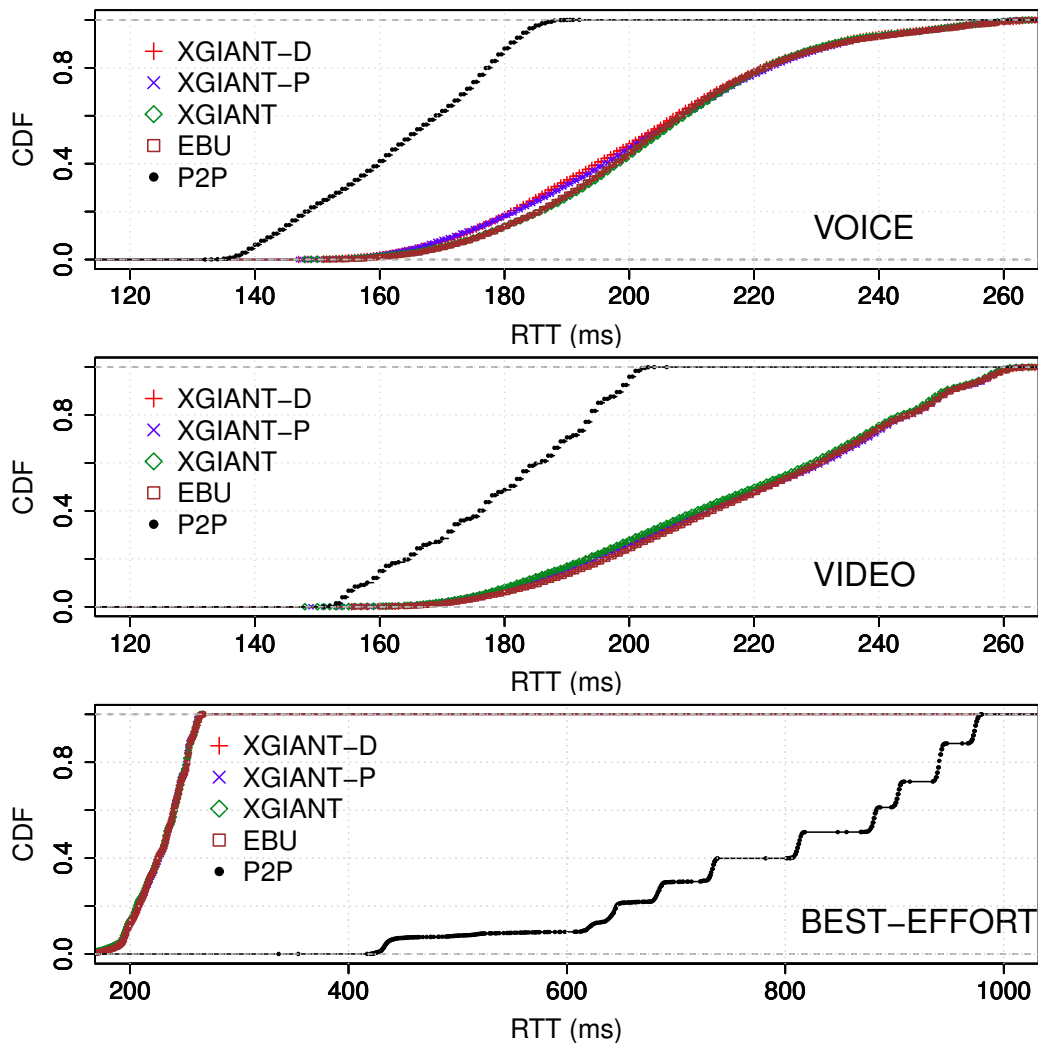 0.0 0.4 0.8
CDF
XGIANT−D
XGIANT−P
XGIANT
EBU
P2P
VOICE
120 140 160 180 200 220 240 260
RTT (ms)
0.0 0.4 0.8
CDF
XGIANT−D
XGIANT−P
XGIANT
EBU
P2P
VIDEO
120 140 160 180 200 220 240 260
RTT (ms)
0.0 0.4 0.8
CDF
XGIANT−D
XGIANT−P
XGIANT
EBU
P2P
BEST−EFFORT
200 400 600 800 1000
RTT (ms)